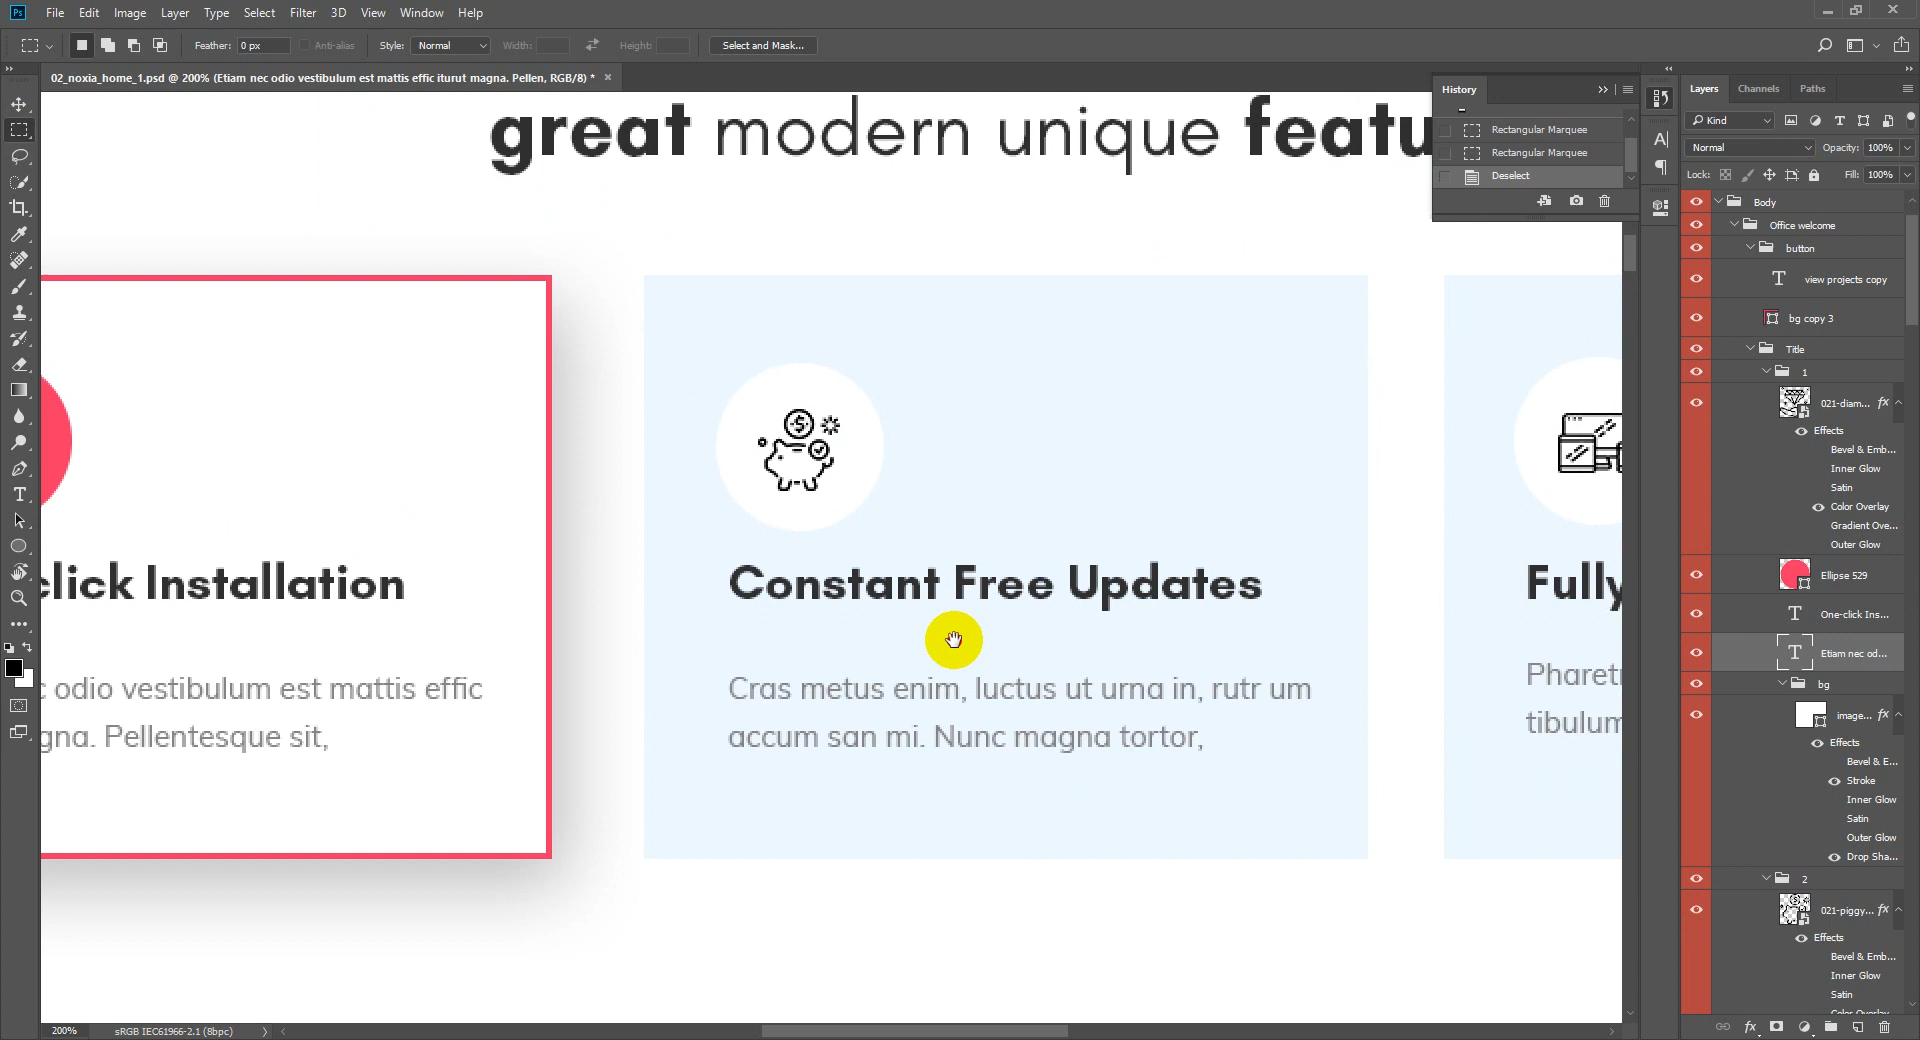 Ps File Edit Image Layer Type Select Filter 3D View Window Help
Feather: 0 px Anti-alias Style: Normal Width: Height: Select and Mask...
02_noxia_home_1.psd @ 200% (Etiam nec odio vestibulum est mattis effic iturut magna. Pellen, RGB/8) *
great modern unique featu
click Installation
c odio vestibulum est mattis effic
gna. Pellentesque sit,
Constant Free Updates
Cras metus enim, luctus ut urna in, rutr um
accum san mi. Nunc magna tortor,
Fully
Pharet
tibulum
History
Rectangular Marquee
Rectangular Marquee
Deselect
Layers Channels Paths
Kind
Normal Opacity: 100%
Lock: Fill: 100%
Body
Office welcome
button
view projects copy
bg copy 3
Title
1
021-diam... fx
Effects
Bevel & Emb...
Inner Glow
Satin
Color Overlay
Gradient Ove...
Outer Glow
Ellipse 529
One-click Ins...
Etiam nec od...
bg
image... fx
Effects
Bevel & E...
Stroke
Inner Glow
Satin
Outer Glow
Drop Sha...
2
021-piggy... fx
Effects
Bevel & Emb...
Inner Glow
Satin
Color Overlay
200% sRGB IEC61966-2.1 (8bpc)